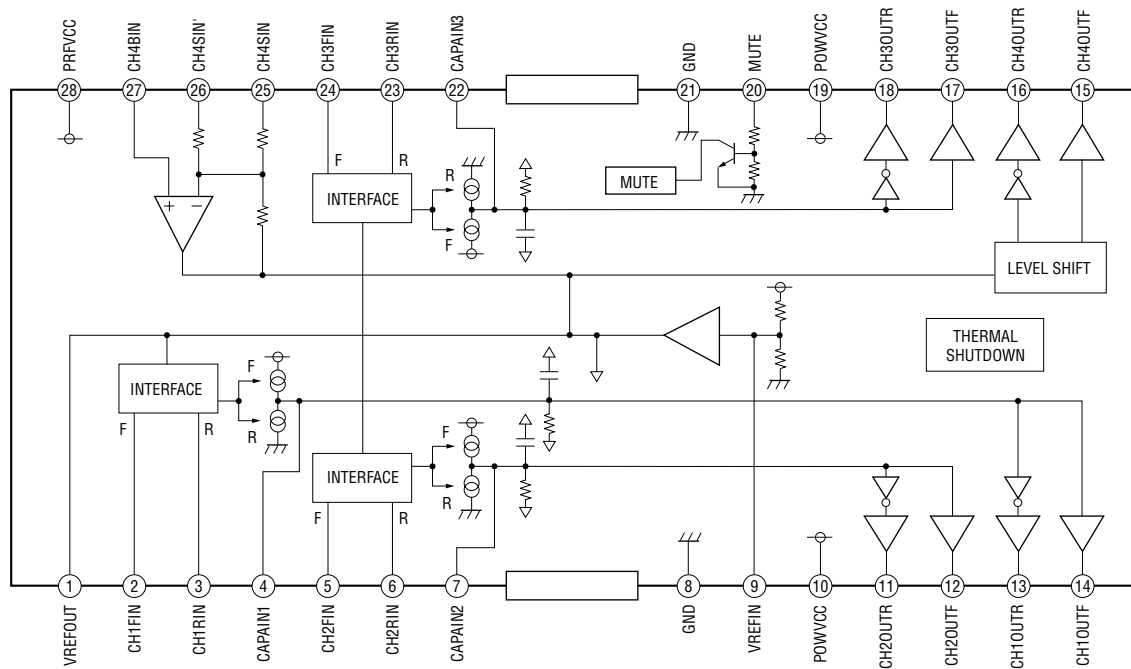 PREVCC
CH4BIN
CH4SIN'
CH4SIN
CH3FIN
CH3RIN
CAPAIN3
GND
MUTE
POWVCC
CH3OUTR
CH3OUTF
CH4OUTR
CH4OUTF
28
27
26
25
24
23
22
21
20
19
18
17
16
15
F
R
INTERFACE
R
F
MUTE
+
−
LEVEL SHIFT
THERMAL
SHUTDOWN
INTERFACE
F
R
F
R
INTERFACE
F
R
F
R
1
2
3
4
5
6
7
8
9
10
11
12
13
14
VREFOUT
CH1FIN
CH1RIN
CAPAIN1
CH2FIN
CH2RIN
CAPAIN2
GND
VREFIN
POWVCC
CH2OUTR
CH2OUTF
CH1OUTR
CH1OUTF